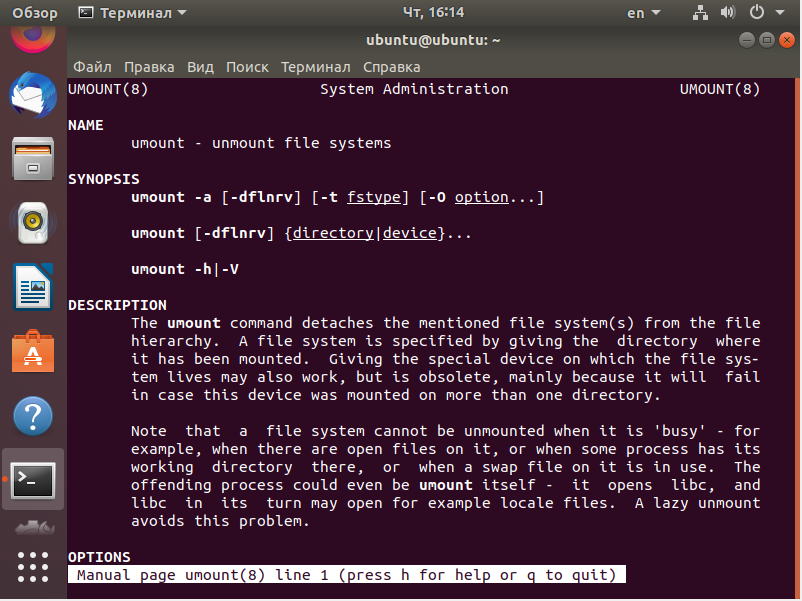 Обзор Терминал Чт, 16:14 en
ubuntu@ubuntu: ~
Файл Правка Вид Поиск Терминал Справка
UMOUNT(8) System Administration UMOUNT(8)
NAME
umount - unmount file systems
SYNOPSIS
umount -a [-dflnrv] [-t fstype] [-O option...]
umount [-dflnrv] {directory|device}...
umount -h|-V
DESCRIPTION
The umount command detaches the mentioned file system(s) from the file
hierarchy. A file system is specified by giving the directory where
it has been mounted. Giving the special device on which the file sys-
tem lives may also work, but is obsolete, mainly because it will fail
in case this device was mounted on more than one directory.
Note that a file system cannot be unmounted when it is 'busy' - for
example, when there are open files on it, or when some process has its
working directory there, or when a swap file on it is in use. The
offending process could even be umount itself - it opens libc, and
libc in its turn may open for example locale files. A lazy unmount
avoids this problem.
OPTIONS
Manual page umount(8) line 1 (press h for help or q to quit)